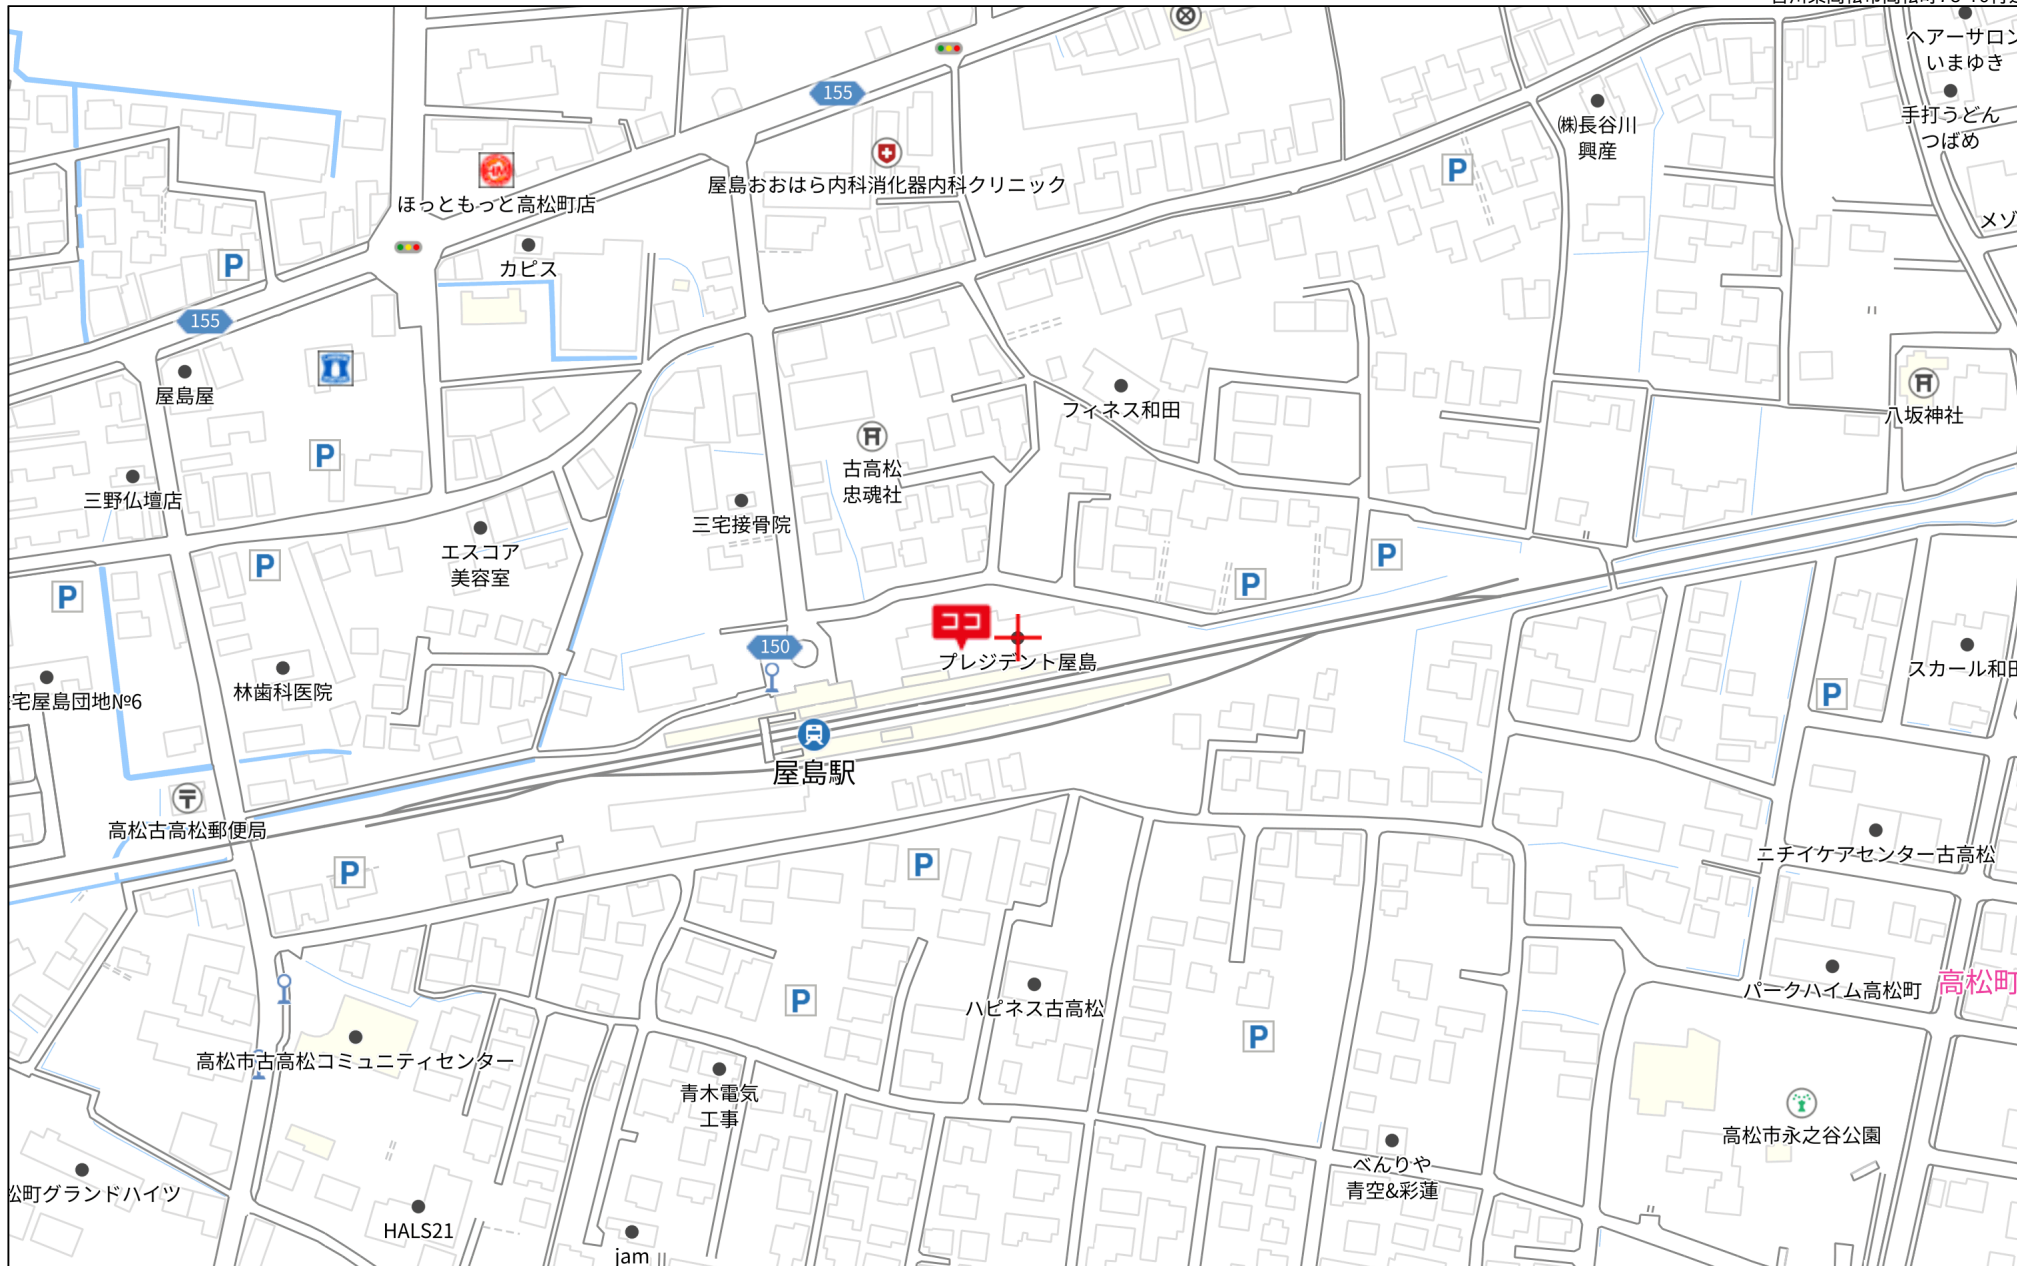 ヘアーサロン
いまゆき
155
㈱長谷川
興産
手打うどん
つばめ
P
屋島おおはら内科消化器内科クリニック
HM
ほっともっと高松町店
メゾ
カピス
P
155
屋島屋
フィネス和田
八坂神社
P
古高松
忠魂社
三野仏壇店
三宅接骨院
エスコア
美容室
P
P
P
P
ココ
150
プレジデント屋島
林歯科医院
宅屋島団地№6
スカール和田
P
屋島駅
高松古高松郵便局
P
P
ニチイケアセンター古高松
パークハイム高松町
高松町
P
ハピネス古高松
P
高松市古高松コミュニティセンター
青木電気
工事
高松市永之谷公園
べんりや
青空&彩蓮
松町グランドハイツ
HALS21
jam